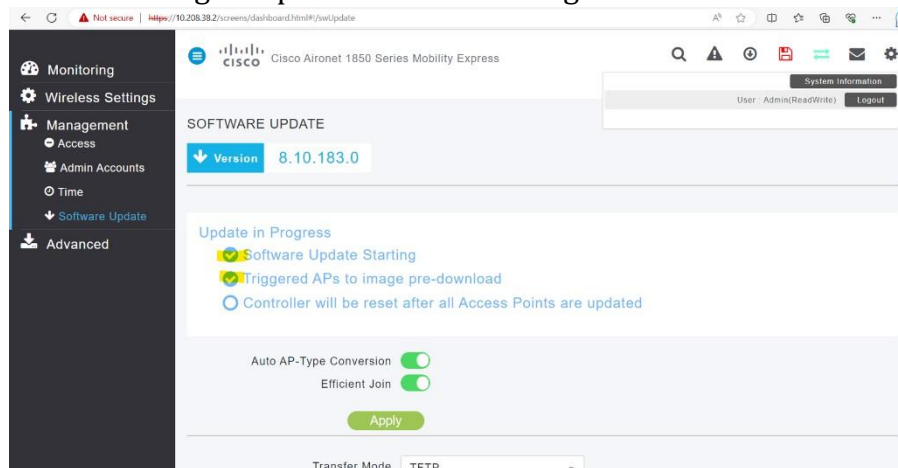 Not secure | https://10.208.38.2/screens/dashboard.html#!/swUpdate
CISCO Cisco Aironet 1850 Series Mobility Express
System Information
User : Admin(ReadWrite) Logout
Monitoring
Wireless Settings
Management
Access
Admin Accounts
Time
Software Update
Advanced
SOFTWARE UPDATE
Version 8.10.183.0
Update in Progress
Software Update Starting
Triggered APs to image pre-download
Controller will be reset after all Access Points are updated
Auto AP-Type Conversion
Efficient Join
Apply
Transfer Mode TFTP